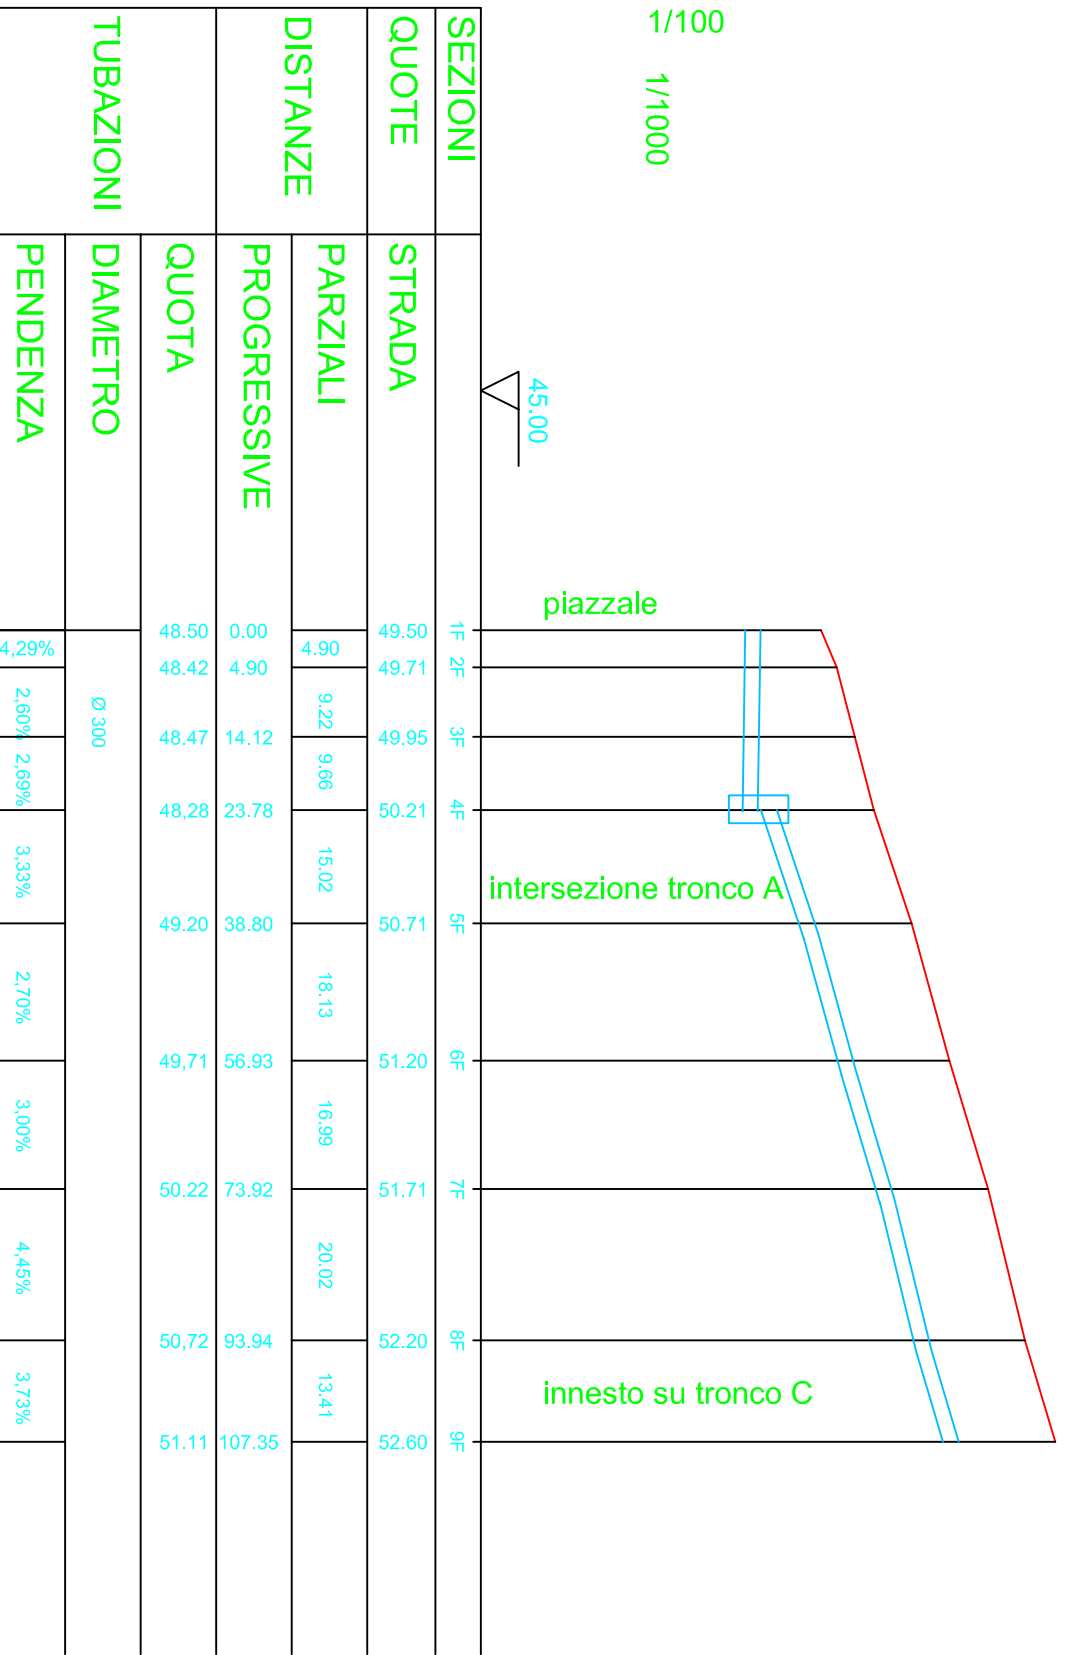 1/100
1/1000
45.00
piazzale
intersezione tronco A
innesto su tronco C
SEZIONI
1F 2F 3F 4F 5F 6F 7F 8F 9F
QUOTE
STRADA
49.50 49.71 49.95 50.21 50.71 51.20 51.71 52.20 52.60
DISTANZE
PARZIALI
4.90 9.22 9.66 15.02 18.13 16.99 20.02 13.41
PROGRESSIVE
0.00 4.90 14.12 23.78 38.80 56.93 73.92 93.94 107.35
TUBAZIONI
QUOTA
48.50 48.42 48.47 48,28 49.20 49,71 50.22 50,72 51.11
DIAMETRO
Ø 300
PENDENZA
4,29% 2,60% 2,69% 3,33% 2,70% 3,00% 4,45% 3,73%